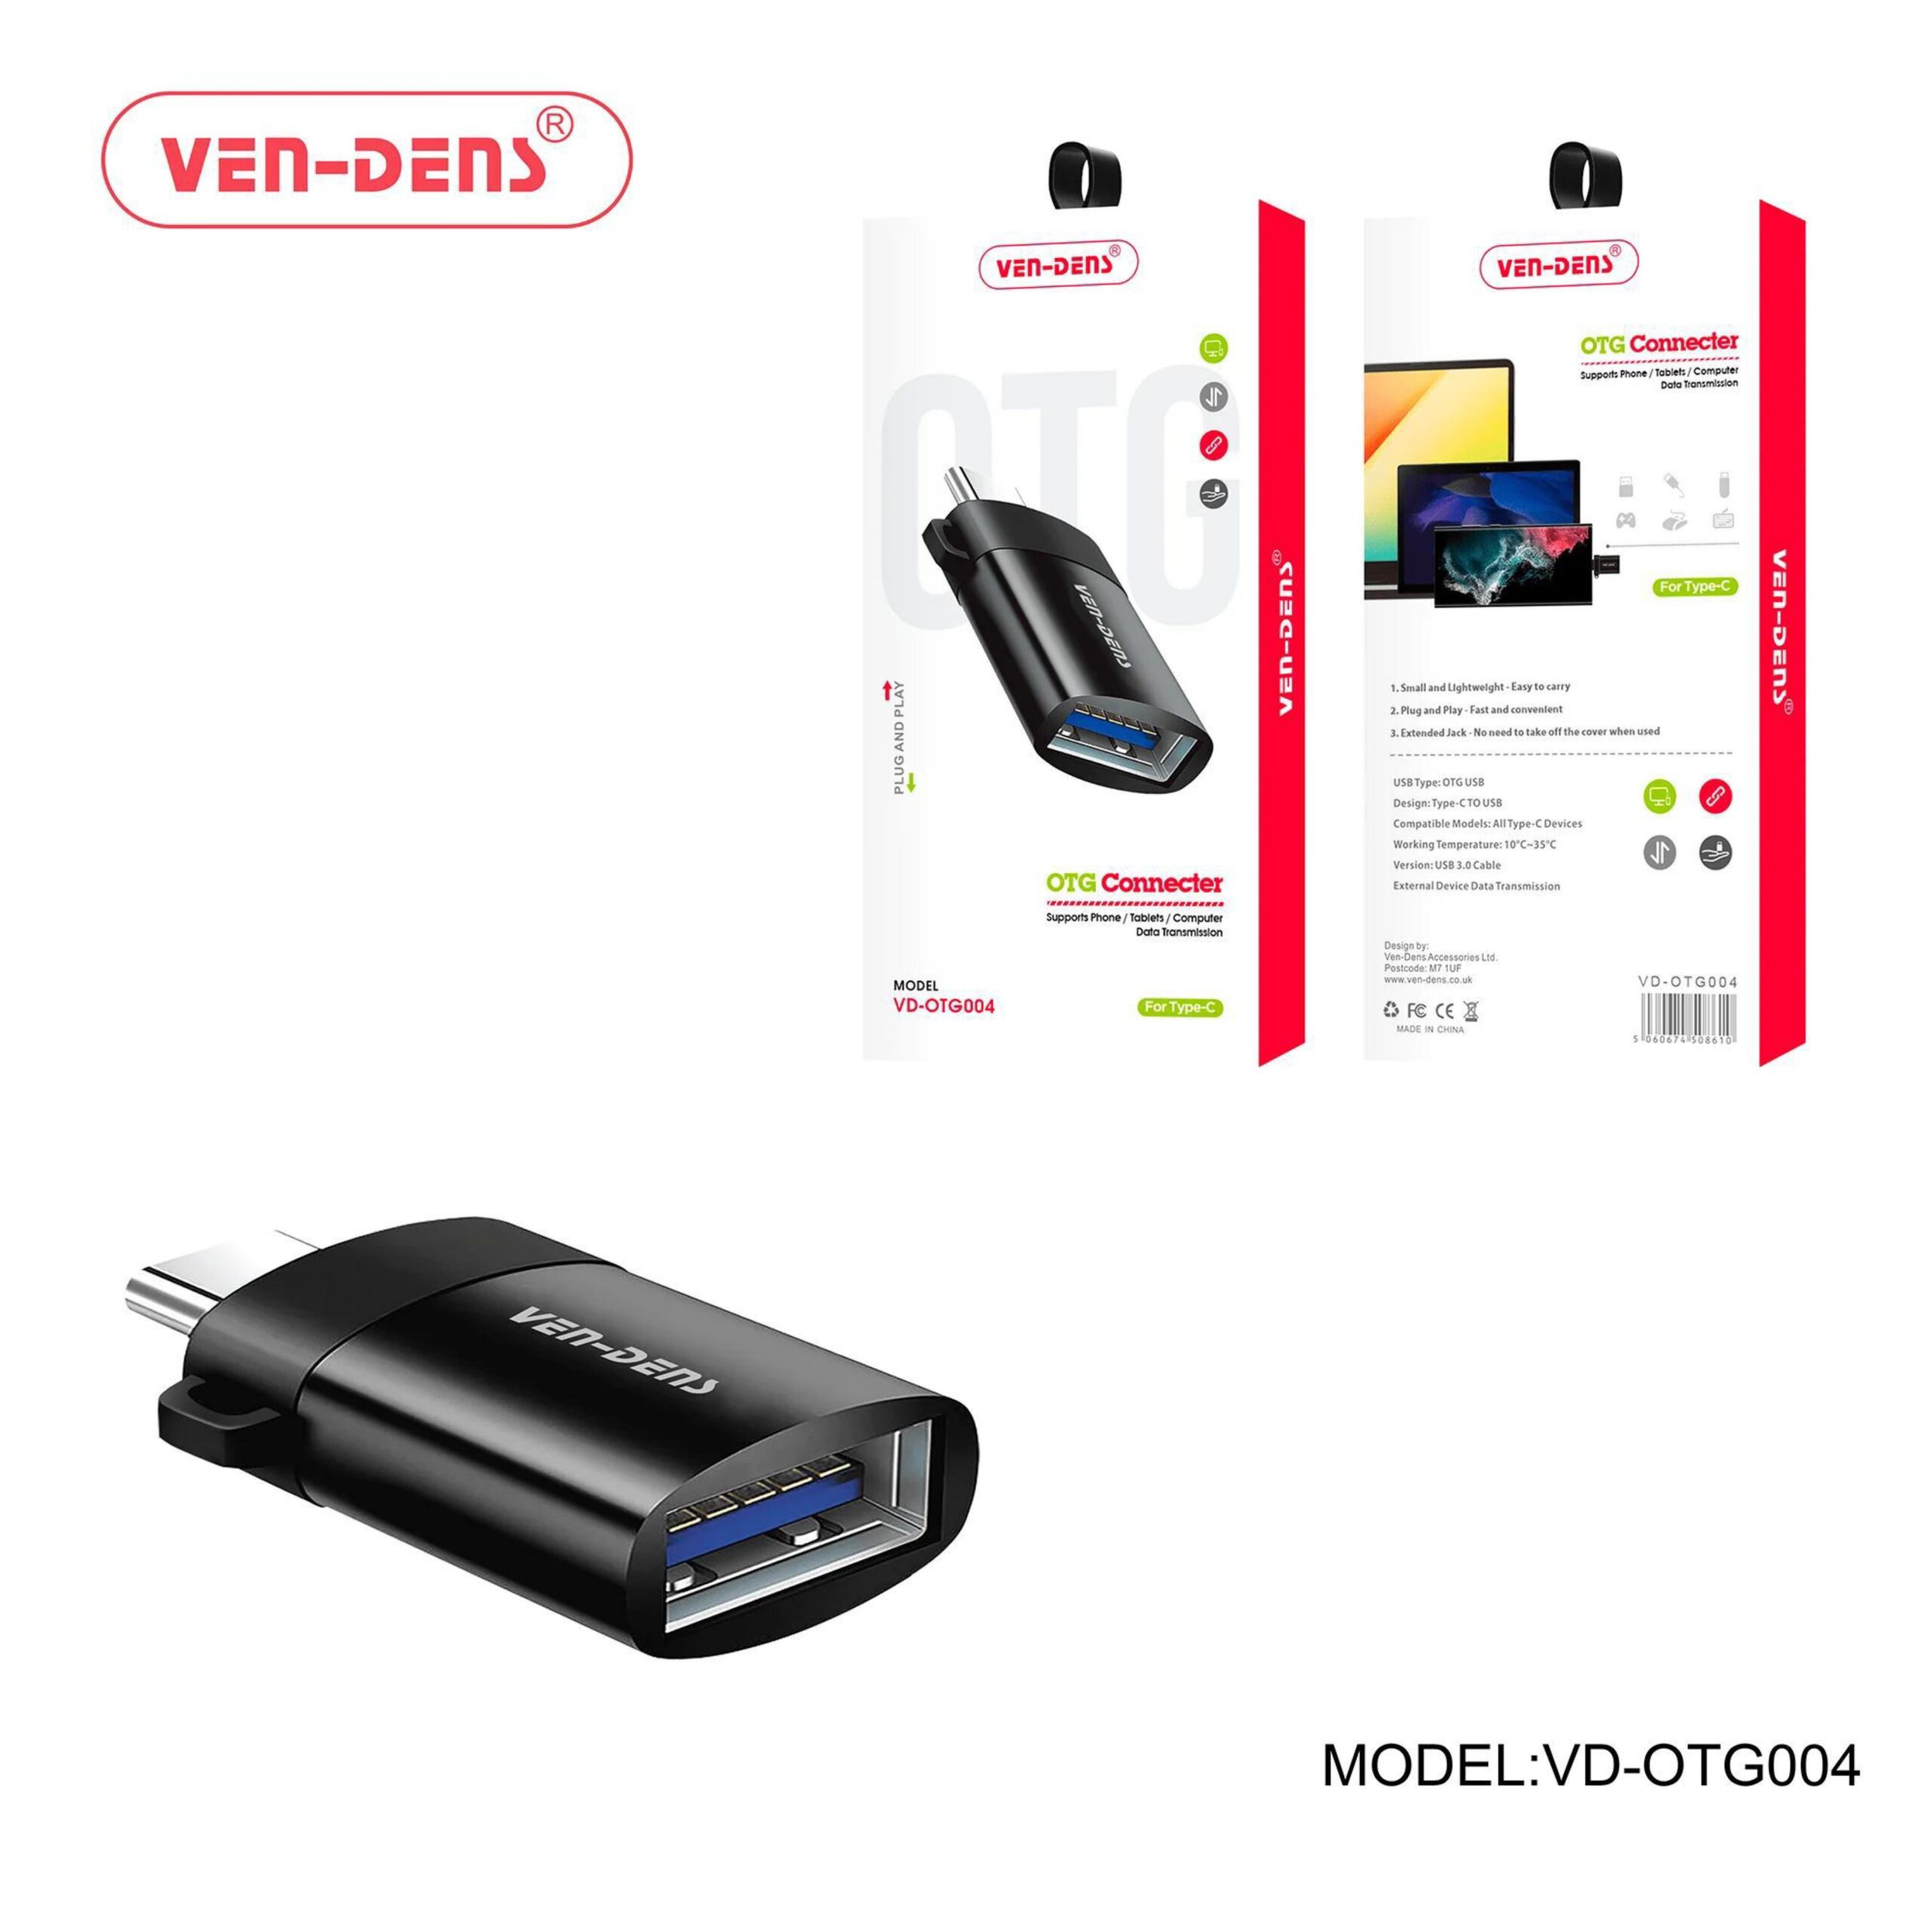 VEN-DENS®
VEN-DENS®
OTG
VEN-DENS
PLUG AND PLAY
OTG Connecter
Supports Phone / Tablets / Computer
Data Transmission
MODEL
VD-OTG004
For Type-C
VEN-DENS®
VEN-DENS®
OTG Connecter
Supports Phone / Tablets / Computer
Data Transmission
For Type-C
1. Small and Lightweight - Easy to carry
2. Plug and Play - Fast and convenient
3. Extended Jack - No need to take off the cover when used
USB Type: OTG USB
Design: Type-C TO USB
Compatible Models: All Type-C Devices
Working Temperature: 10°C~35°C
Version: USB 3.0 Cable
External Device Data Transmission
Design by:
Ven-Dens Accessories Ltd.
Postcode: M7 1UF
www.ven-dens.co.uk
FC CE
MADE IN CHINA
VD-OTG004
5 060674 508610
VEN-DENS®
VEN-DENS
MODEL:VD-OTG004